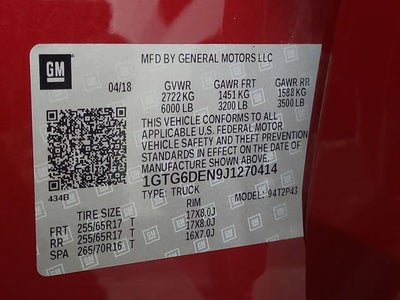 GM
MFD BY GENERAL MOTORS LLC
04/18 GVWR GAWR FRT GAWR RR
2722 KG 1451 KG 1588 KG
6000 LB 3200 LB 3500 LB
THIS VEHICLE CONFORMS TO ALL
APPLICABLE U.S. FEDERAL MOTOR
VEHICLE SAFETY AND THEFT PREVENTION
STANDARDS IN EFFECT ON THE DATE OF
MANUFACTURE SHOWN ABOVE.
1GTG6DEN9J1270414
434B TYPE: TRUCK MODEL: 94T2P43
TIRE SIZE RIM
FRT 255/65R17 T 17X8.0J
RR 255/65R17 T 17X8.0J
SPA 265/70R16 T 16X7.0J